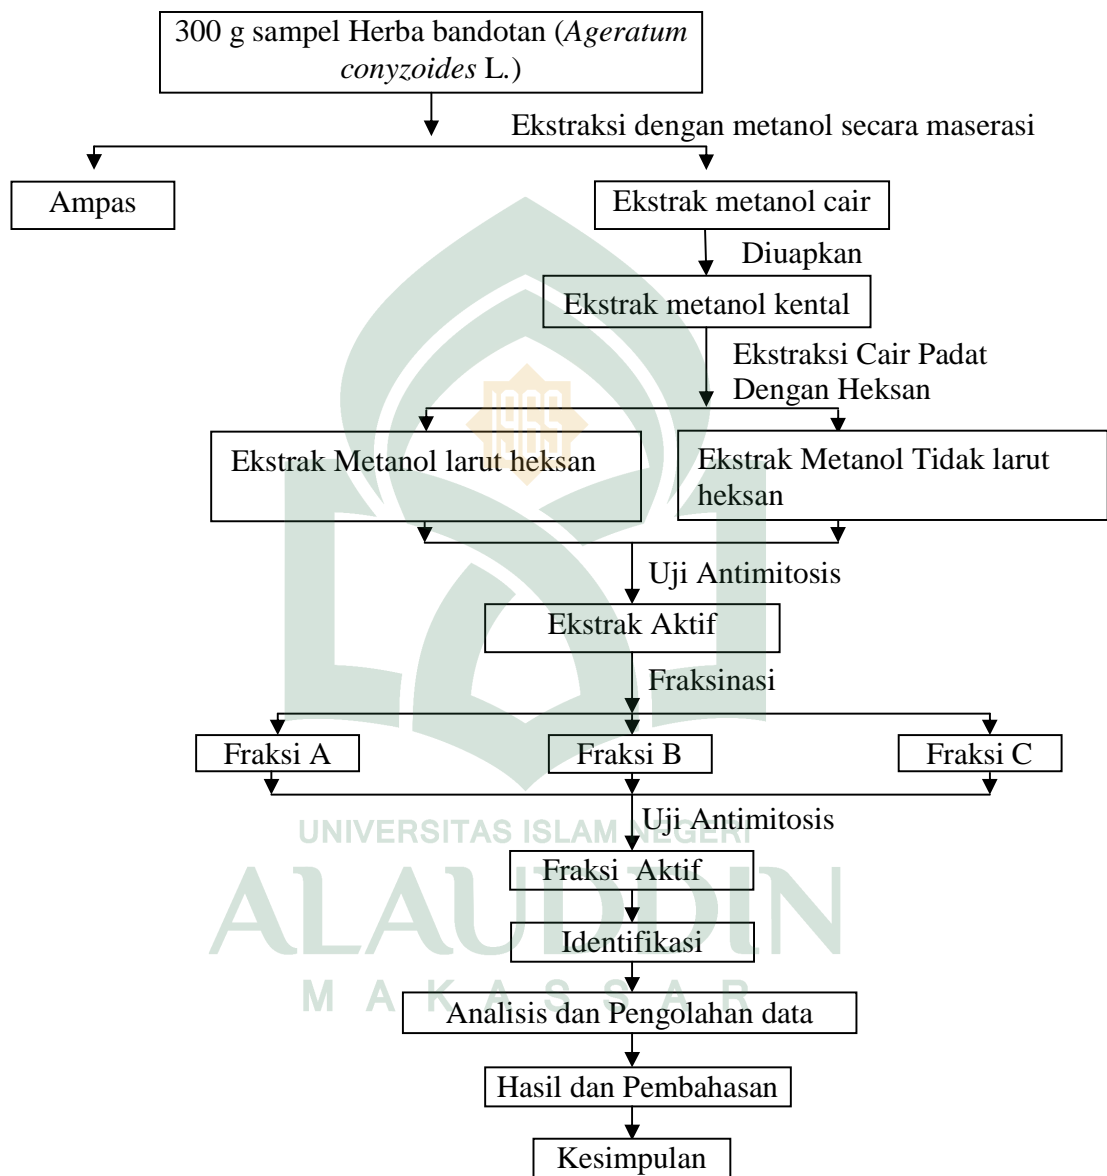 300 g sampel Herba bandotan (Ageratum
conyzoides L.)
Ekstraksi dengan metanol secara maserasi
Ampas
Ekstrak metanol cair
Diuapkan
Ekstrak metanol kental
Ekstraksi Cair Padat
Dengan Heksan
1965
Ekstrak Metanol larut heksan
Ekstrak Metanol Tidak larut
heksan
Uji Antimitosis
Ekstrak Aktif
Fraksinasi
Fraksi A
Fraksi B
Fraksi C
Uji Antimitosis
UNIVERSITAS ISLAM NEGERI
Fraksi Aktif
ALAUDDIN
Identifikasi
MAKASSAR
Analisis dan Pengolahan data
Hasil dan Pembahasan
Kesimpulan